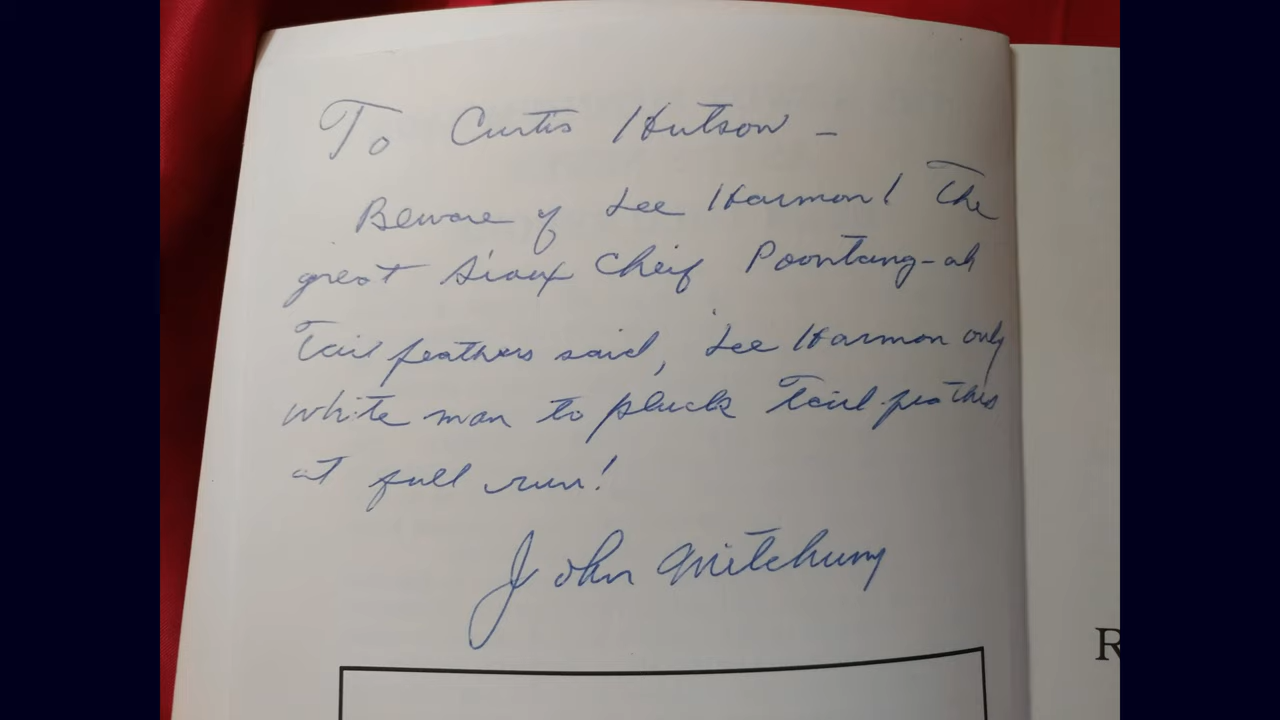 To Curtis Hutson -
Beware of Lee Harmon! The
great Sioux Cheif Poontang-ah
Tail feathers said, "Lee Harmon only
white man to pluck Tail feathers
at full run!
John Mitchum
R